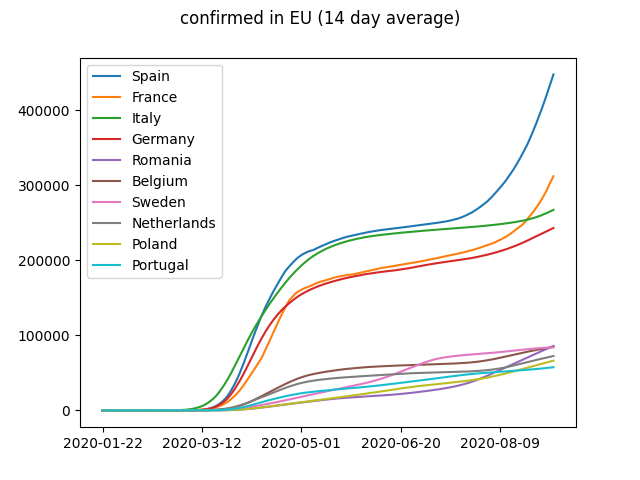 confirmed in EU (14 day average)
Spain
France
Italy
Germany
Romania
Belgium
Sweden
Netherlands
Poland
Portugal
400000
300000
200000
100000
0
2020-01-22 2020-03-12 2020-05-01 2020-06-20 2020-08-09